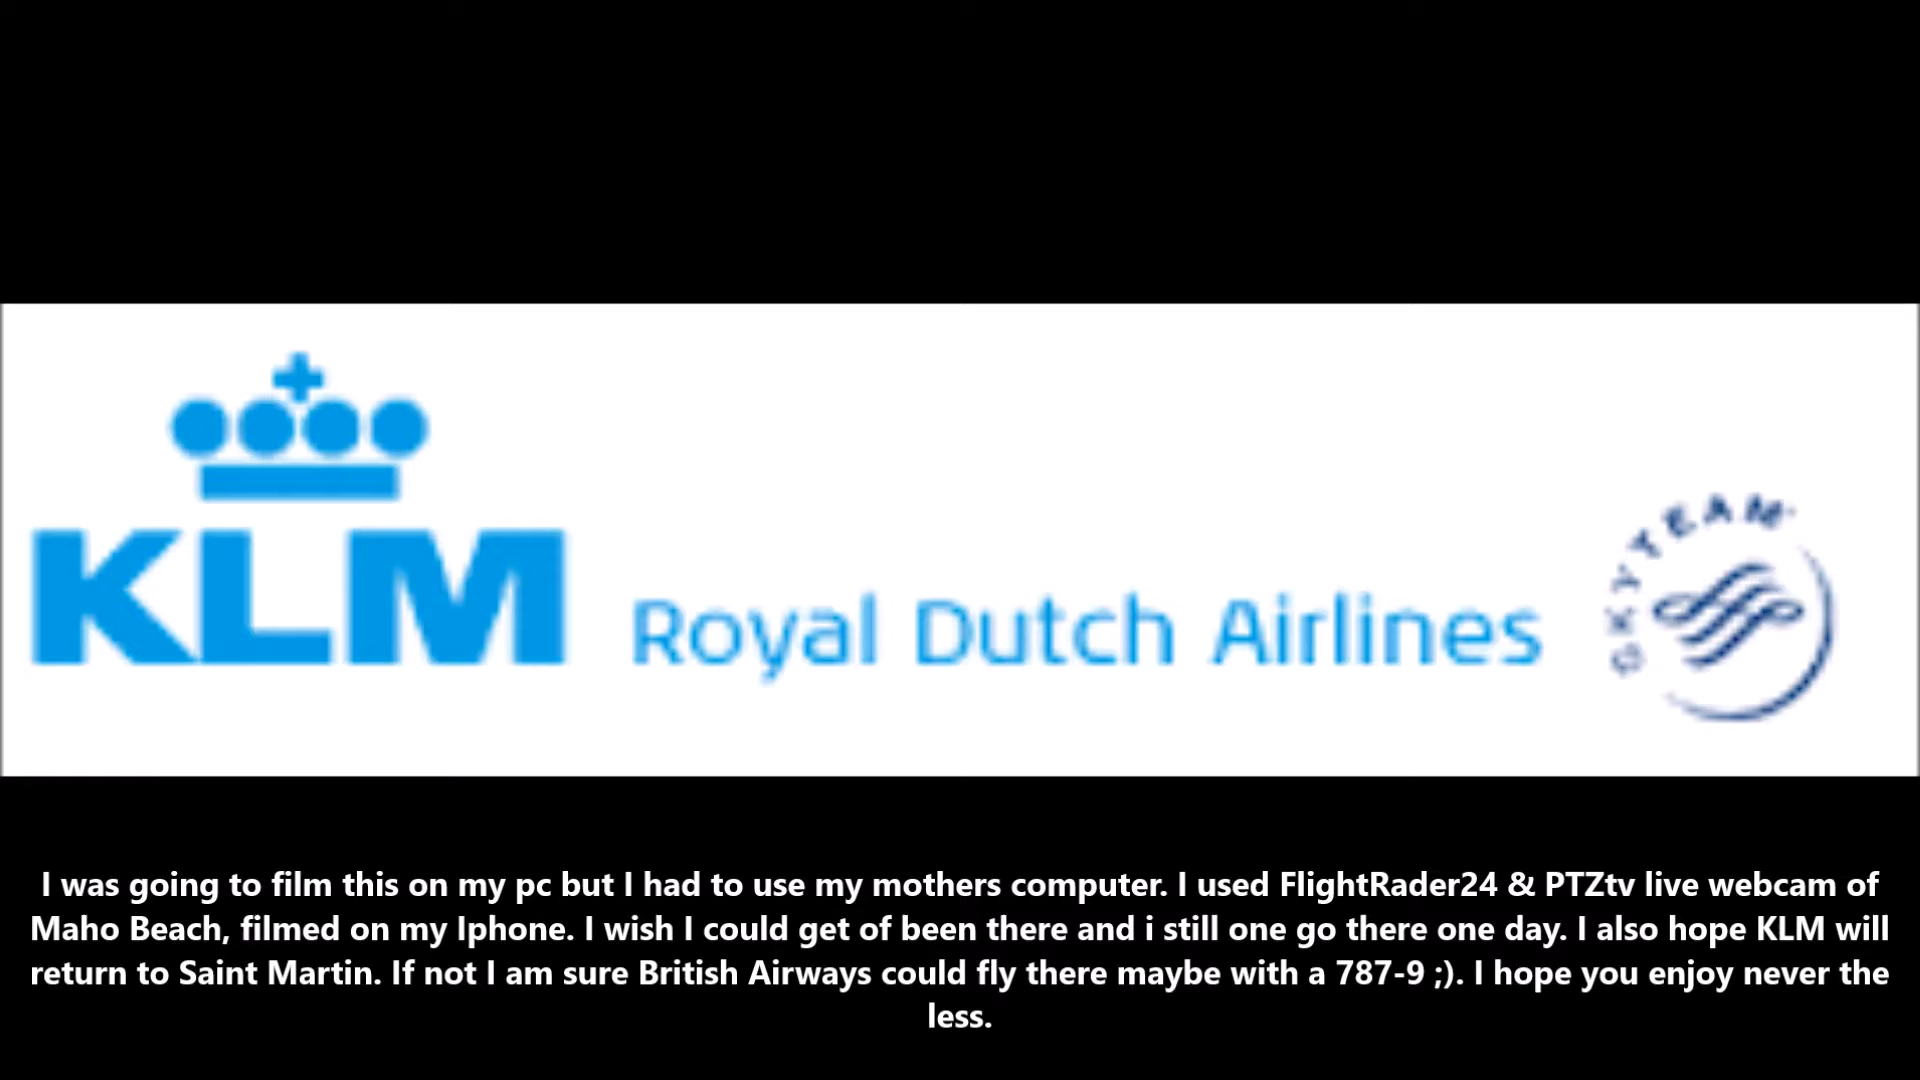 KLM Royal Dutch Airlines
SKYTEAM
I was going to film this on my pc but I had to use my mothers computer. I used FlightRader24 & PTZtv live webcam of
Maho Beach, filmed on my Iphone. I wish I could get of been there and i still one go there one day. I also hope KLM will
return to Saint Martin. If not I am sure British Airways could fly there maybe with a 787-9 ;). I hope you enjoy never the
less.